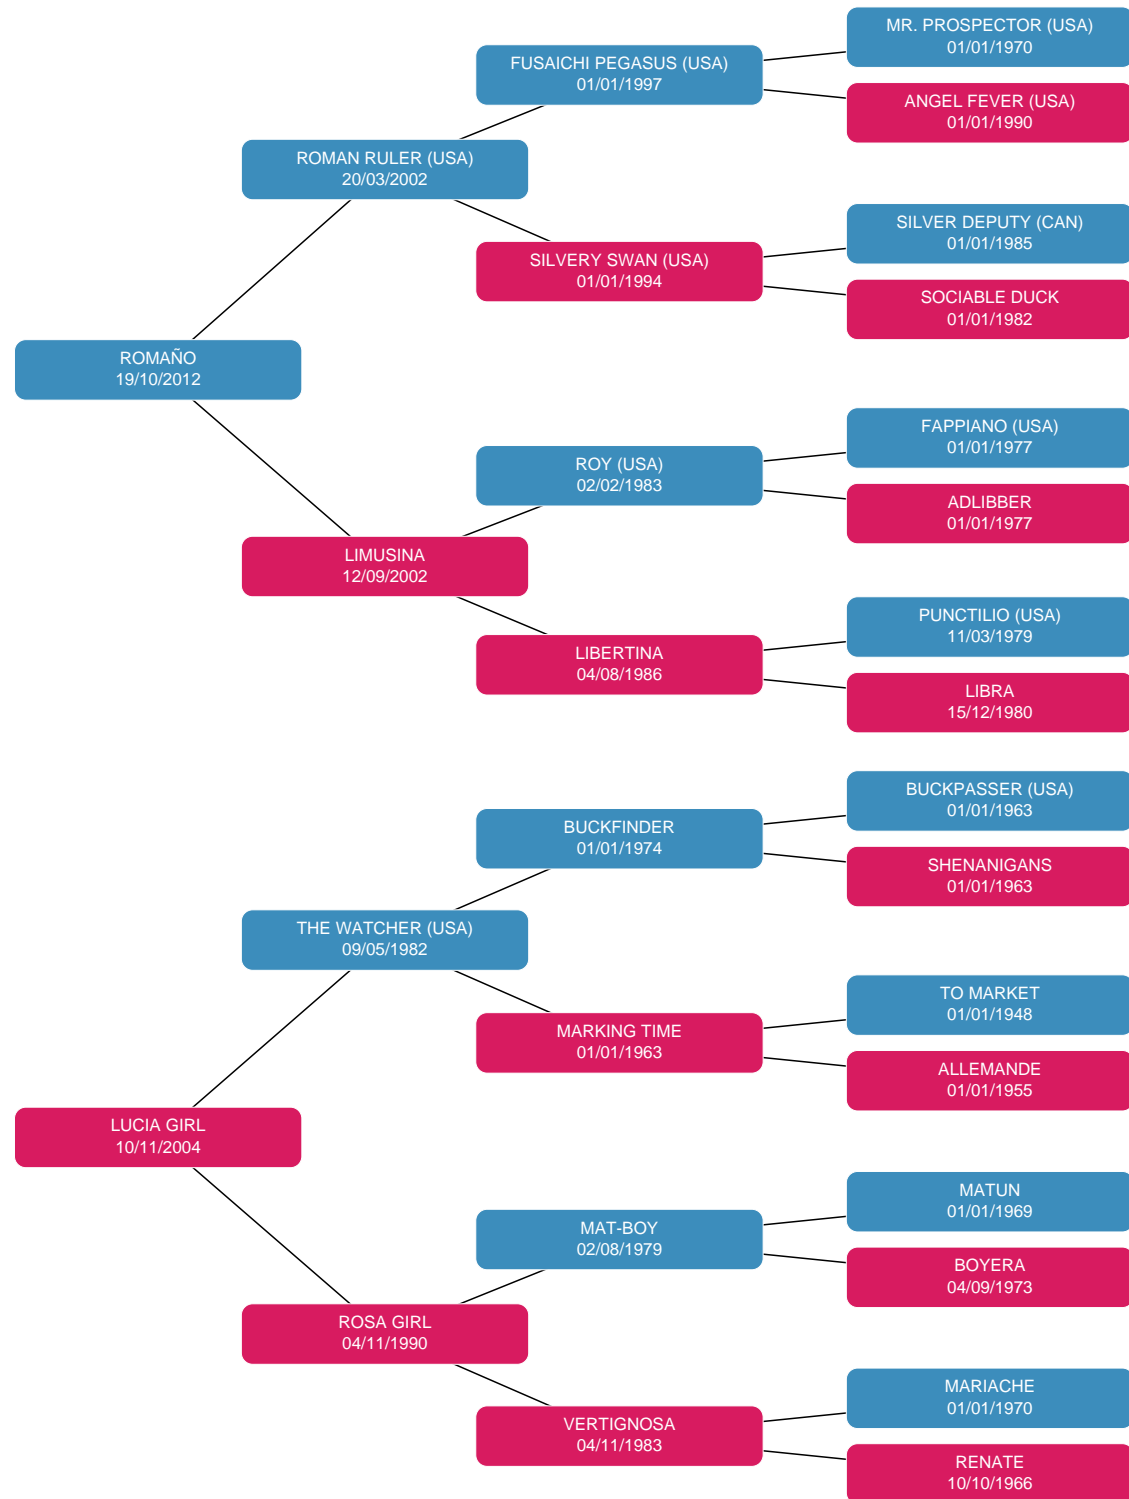 MR. PROSPECTOR (USA)
01/01/1970
FUSAICHI PEGASUS (USA)
01/01/1997
ANGEL FEVER (USA)
01/01/1990
ROMAN RULER (USA)
20/03/2002
SILVER DEPUTY (CAN)
01/01/1985
SILVERY SWAN (USA)
01/01/1994
SOCIABLE DUCK
01/01/1982
ROMAÑO
19/10/2012
FAPPIANO (USA)
01/01/1977
ROY (USA)
02/02/1983
ADLIBBER
01/01/1977
LIMUSINA
12/09/2002
PUNCTILIO (USA)
11/03/1979
LIBERTINA
04/08/1986
LIBRA
15/12/1980
BUCKPASSER (USA)
01/01/1963
BUCKFINDER
01/01/1974
SHENANIGANS
01/01/1963
THE WATCHER (USA)
09/05/1982
TO MARKET
01/01/1948
MARKING TIME
01/01/1963
ALLEMANDE
01/01/1955
LUCIA GIRL
10/11/2004
MATUN
01/01/1969
MAT-BOY
02/08/1979
BOYERA
04/09/1973
ROSA GIRL
04/11/1990
MARIACHE
01/01/1970
VERTIGNOSA
04/11/1983
RENATE
10/10/1966